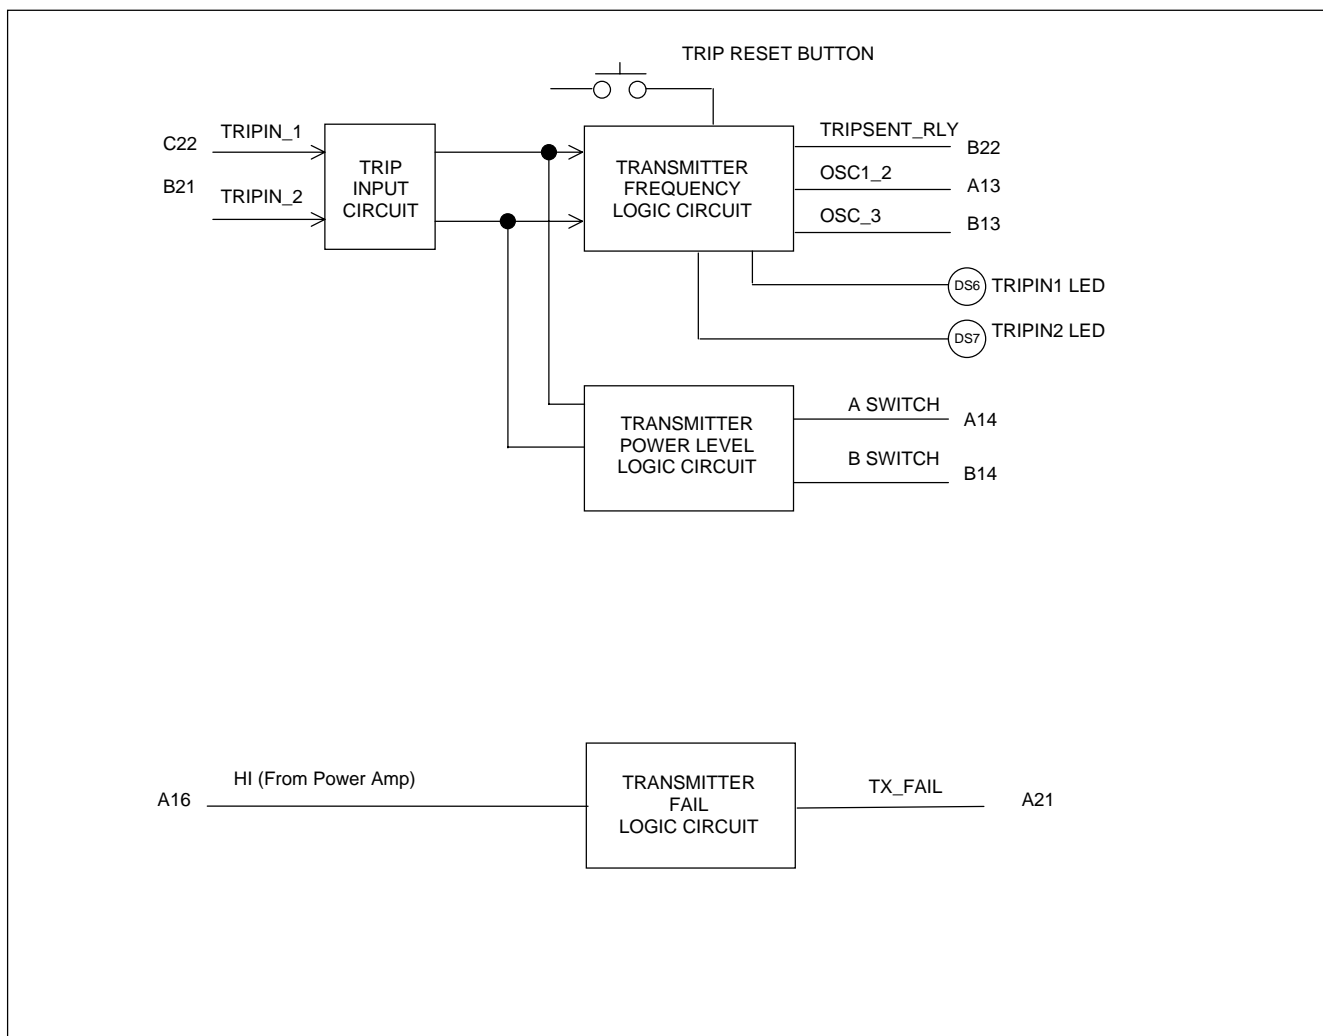 TRIP RESET BUTTON
C22
TRIPIN_1
B21
TRIPIN_2
TRIP
INPUT
CIRCUIT
TRANSMITTER
FREQUENCY
LOGIC CIRCUIT
TRIPSENT_RLY
B22
OSC1_2
A13
OSC_3
B13
DS6
TRIPIN1 LED
DS7
TRIPIN2 LED
TRANSMITTER
POWER LEVEL
LOGIC CIRCUIT
A SWITCH
A14
B SWITCH
B14
A16
HI (From Power Amp)
TRANSMITTER
FAIL
LOGIC CIRCUIT
TX_FAIL
A21